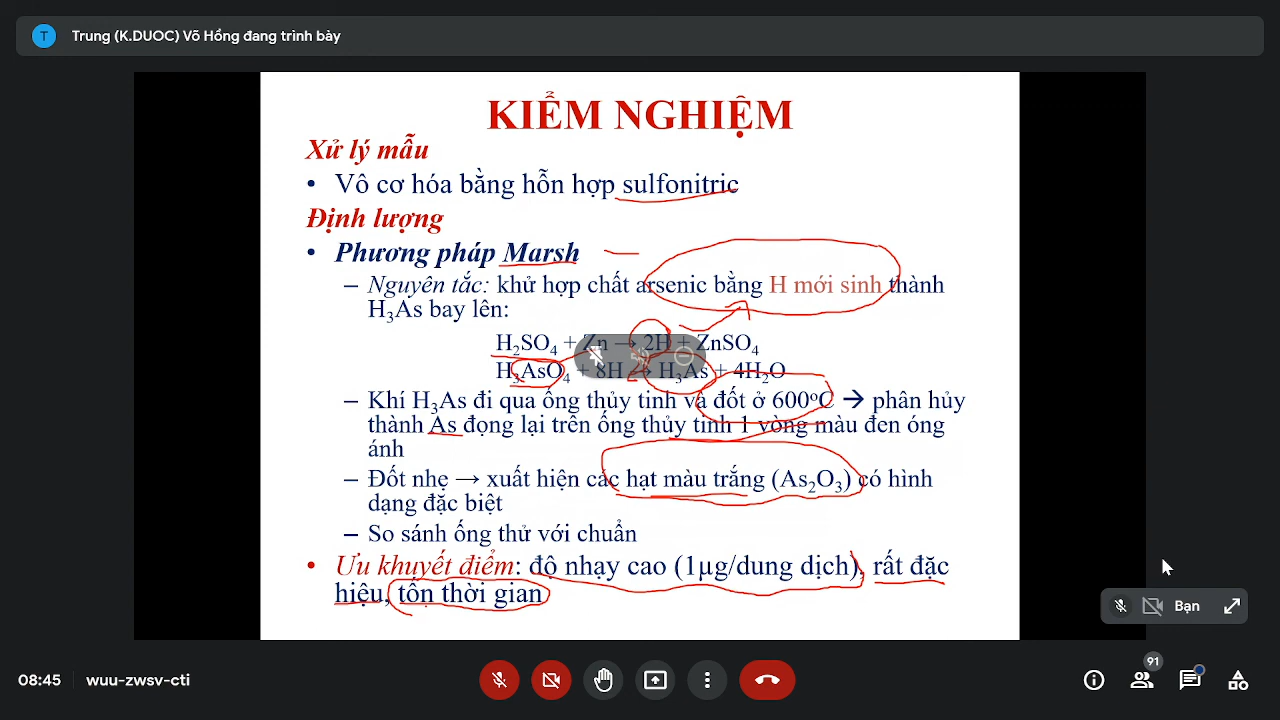 T Trung (K.DUOC) Võ Hồng đang trình bày
KIỂM NGHIỆM
Xử lý mẫu
• Vô cơ hóa bằng hỗn hợp sulfonitric
Định lượng
• Phương pháp Marsh
– Nguyên tắc: khử hợp chất arsenic bằng H mới sinh thành
H₃As bay lên:
H₂SO₄ + Zn → 2H + ZnSO₄
H₃AsO₄ + 8H → H₃As + 4H₂O
– Khí H₃As đi qua ống thủy tinh và đốt ở 600ºC → phân hủy
thành As đọng lại trên ống thủy tinh 1 vòng màu đen óng
ánh
– Đốt nhẹ → xuất hiện các hạt màu trắng (As₂O₃) có hình
dạng đặc biệt
– So sánh ống thử với chuẩn
• Ưu khuyết điểm: độ nhạy cao (1µg/dung dịch), rất đặc
hiệu, tốn thời gian
Bạn
08:45 wuu-zwsv-cti
91